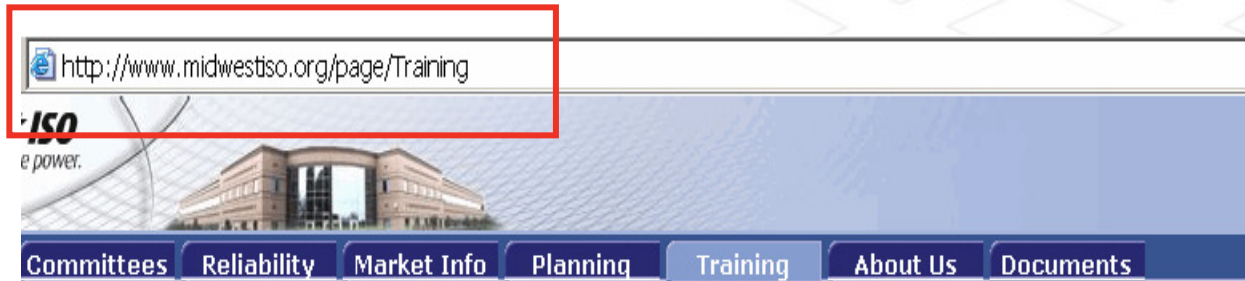 http://www.midwestiso.org/page/Training
ISO
e power.
Committees Reliability Market Info Planning Training About Us Documents